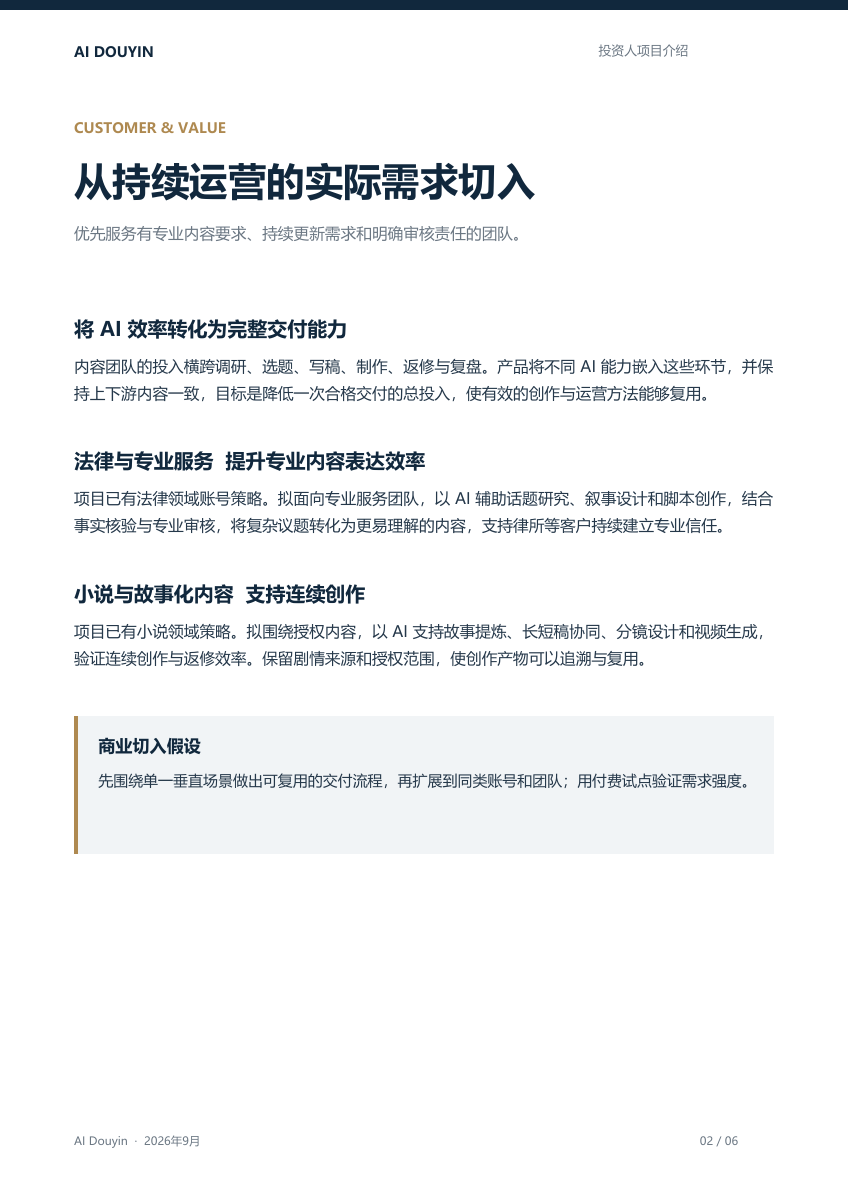 AI DOUYIN
投资人项目介绍
CUSTOMER & VALUE
从持续运营的实际需求切入
优先服务有专业内容要求、持续更新需求和明确审核责任的团队。
将 AI 效率转化为完整交付能力
内容团队的投入横跨调研、选题、写稿、制作、返修与复盘。产品将不同 AI 能力嵌入这些环节，并保
持上下游内容一致，目标是降低一次合格交付的总投入，使有效的创作与运营方法能够复用。
法律与专业服务 提升专业内容表达效率
项目已有法律领域账号策略。拟面向专业服务团队，以 AI 辅助话题研究、叙事设计和脚本创作，结合
事实核验与专业审核，将复杂议题转化为更易理解的内容，支持律所等客户持续建立专业信任。
小说与故事化内容 支持连续创作
项目已有小说领域策略。拟围绕授权内容，以 AI 支持故事提炼、长短稿协同、分镜设计和视频生成，
验证连续创作与返修效率。保留剧情来源和授权范围，使创作产物可以追溯与复用。
商业切入假设
先围绕单一垂直场景做出可复用的交付流程，再扩展到同类账号和团队；用付费试点验证需求强度。
AI Douyin · 2026年9月
02 / 06